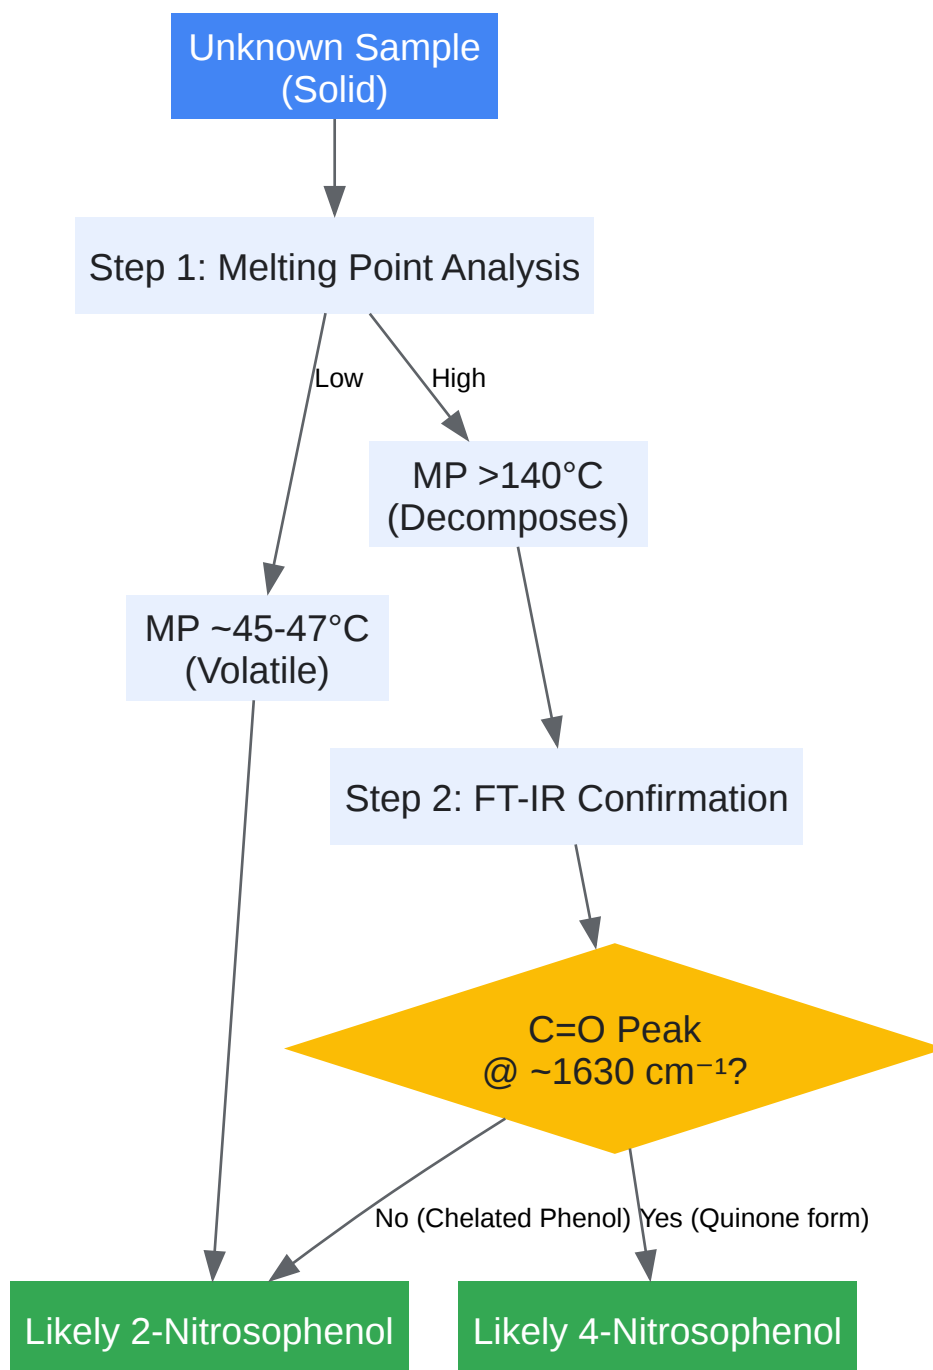 Unknown Sample
(Solid)
Step 1: Melting Point Analysis
Low
High
MP >140°C
(Decomposes)
MP ~45-47°C
(Volatile)
Step 2: FT-IR Confirmation
C=O Peak
@ ~1630 cm⁻¹?
No (Chelated Phenol)
Yes (Quinone form)
Likely 2-Nitrosophenol
Likely 4-Nitrosophenol